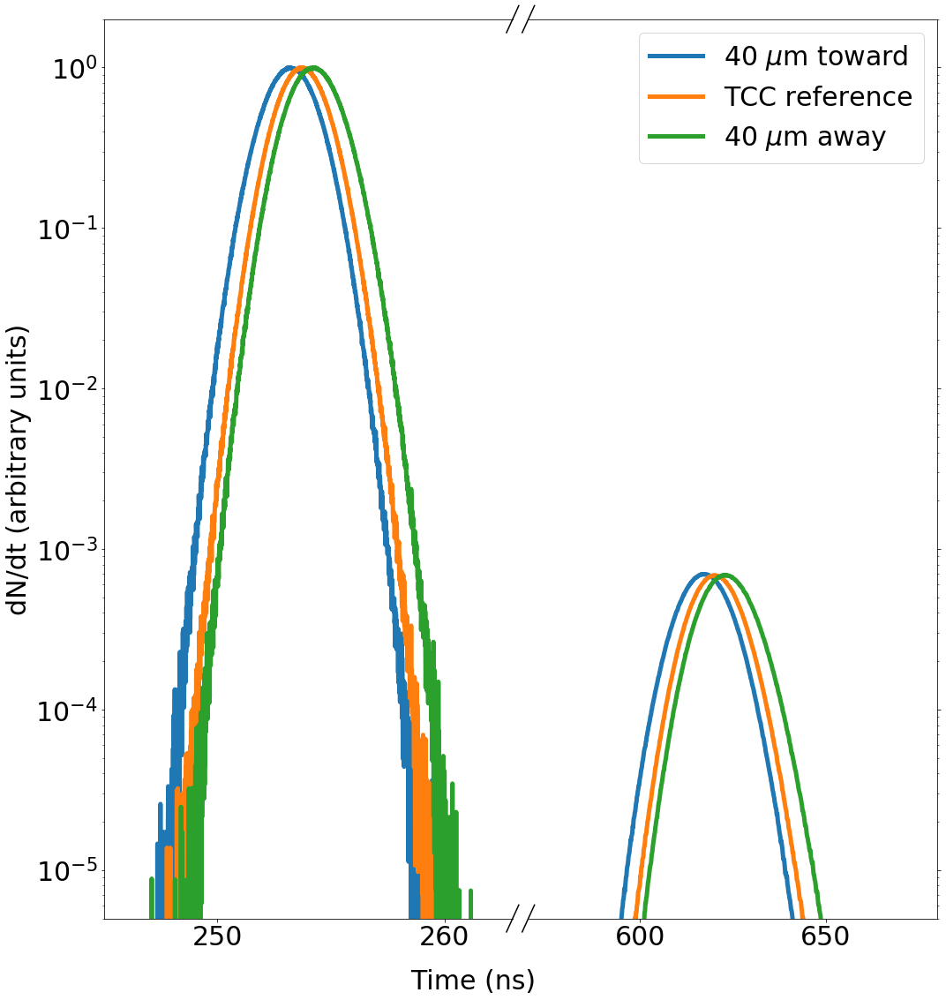 40 μm toward
TCC reference
40 μm away
10⁰
10⁻¹
10⁻²
10⁻³
10⁻⁴
10⁻⁵
dN/dt (arbitrary units)
250 260 600 650
Time (ns)